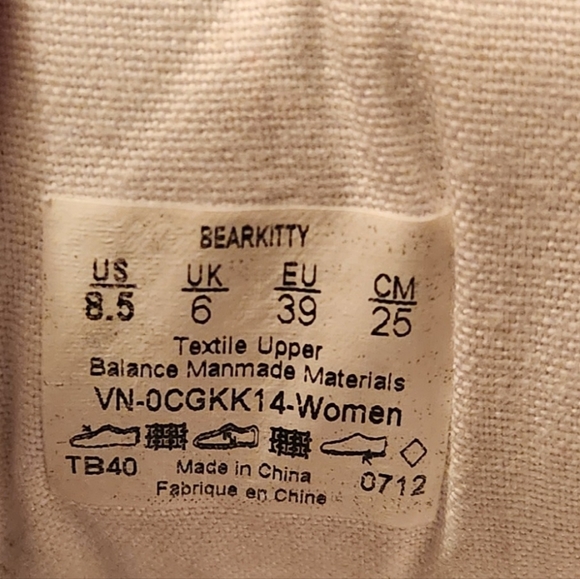 BEARKITTY
US UK EU CM
8.5 6 39 25
Textile Upper
Balance Manmade Materials
VN-0CGKK14-Women
TB40 Made in China 0712
Fabrique en Chine